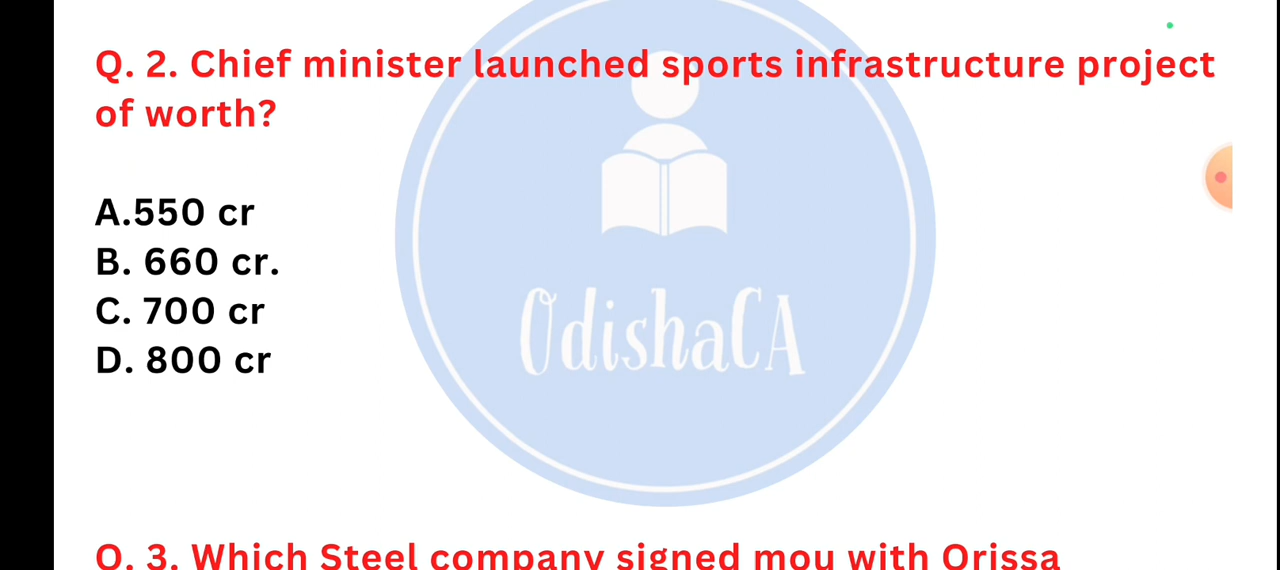 Q. 2. Chief minister launched sports infrastructure project
of worth?
A.550 cr
B. 660 cr.
C. 700 cr
D. 800 cr
OdishaCA
Q. 3. Which Steel company signed mou with Orissa